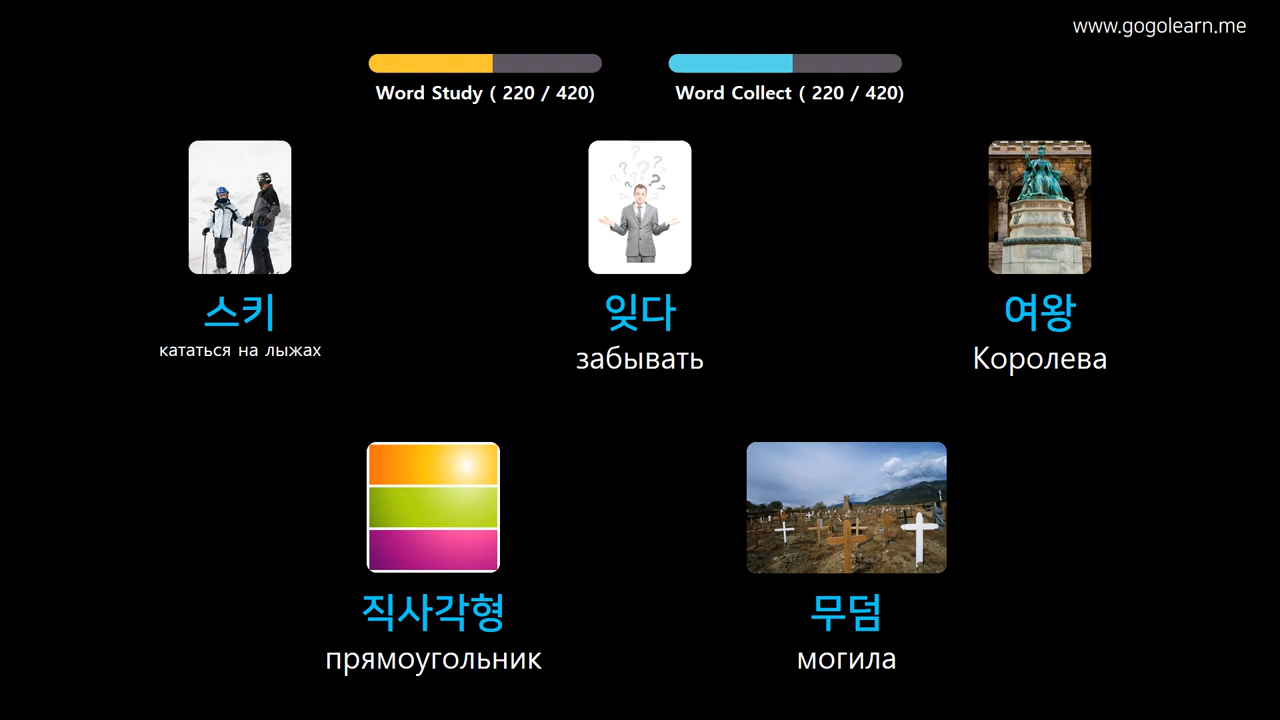 www.gogolearn.me
Word Study ( 220 / 420)
Word Collect ( 220 / 420)
스키
кататься на лыжах
잊다
забывать
여왕
Королева
직사각형
прямоугольник
무덤
могила